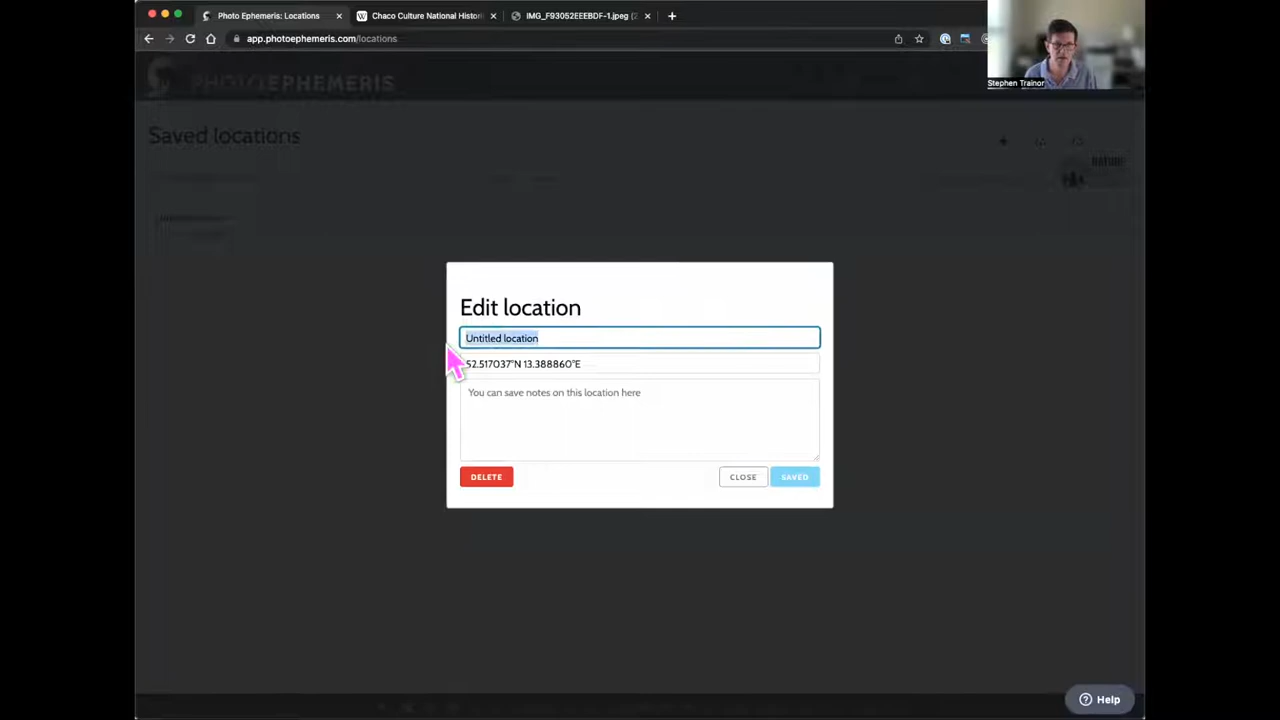 Photo Ephemeris: Locations
Chaco Culture National Histori
IMG_F93052EEEBDF-1.jpeg (2
app.photoephemeris.com/locations
Stephen Trainor
PHOTOEPHEMERIS
Saved locations
Edit location
Untitled location
52.517037°N 13.388860°E
You can save notes on this location here
DELETE
CLOSE
SAVED
Help